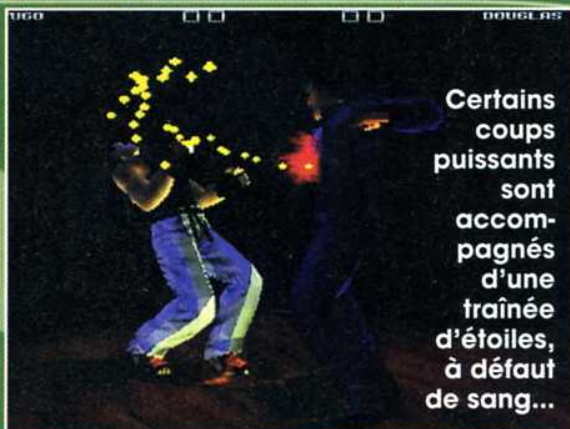 UGO DOUGLAS
Certains
coups
puissants
sont
accom-
pagnés
d'une
traînée
d'étoiles,
à défaut
de sang...